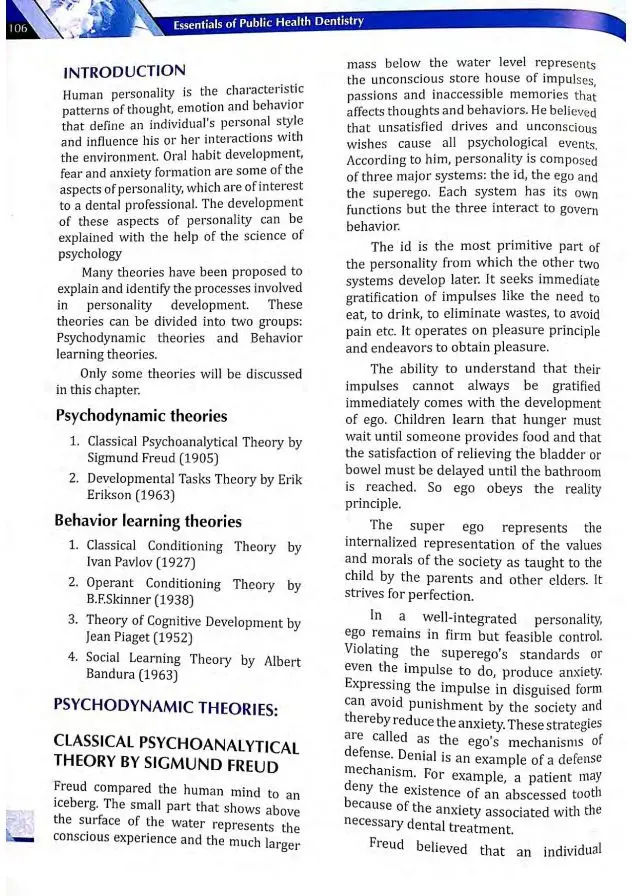 106
Essentials of Public Health Dentistry
INTRODUCTION
Human personality is the characteristic
patterns of thought, emotion and behavior
that define an individual's personal style
and influence his or her interactions with
the environment. Oral habit development,
fear and anxiety formation are some of the
aspects of personality, which are of interest
to a dental professional. The development
of these aspects of personality can be
explained with the help of the science of
psychology
Many theories have been proposed to
explain and identify the processes involved
in personality development. These
theories can be divided into two groups:
Psychodynamic theories and Behavior
learning theories.
Only some theories will be discussed
in this chapter.
Psychodynamic theories
1. Classical Psychoanalytical Theory by
Sigmund Freud (1905)
2. Developmental Tasks Theory by Erik
Erikson (1963)
Behavior learning theories
1. Classical Conditioning Theory by
Ivan Pavlov (1927)
2. Operant Conditioning Theory by
B.F.Skinner (1938)
3. Theory of Cognitive Development by
Jean Piaget (1952)
4. Social Learning Theory by Albert
Bandura (1963)
PSYCHODYNAMIC THEORIES:
CLASSICAL PSYCHOANALYTICAL
THEORY BY SIGMUND FREUD
Freud compared the human mind to an
iceberg. The small part that shows above
the surface of the water represents the
conscious experience and the much larger
mass below the water level represents
the unconscious store house of impulses,
passions and inaccessible memories that
affects thoughts and behaviors. He believed
that unsatisfied drives and unconscious
wishes cause all psychological events.
According to him, personality is composed
of three major systems: the id, the ego and
the superego. Each system has its own
functions but the three interact to govern
behavior.
The id is the most primitive part of
the personality from which the other two
systems develop later. It seeks immediate
gratification of impulses like the need to
eat, to drink, to eliminate wastes, to avoid
pain etc. It operates on pleasure principle
and endeavors to obtain pleasure.
The ability to understand that their
impulses cannot always be gratified
immediately comes with the development
of ego. Children learn that hunger must
wait until someone provides food and that
the satisfaction of relieving the bladder or
bowel must be delayed until the bathroom
is reached. So ego obeys the reality
principle.
The super ego represents the
internalized representation of the values
and morals of the society as taught to the
child by the parents and other elders. It
strives for perfection.
In a well-integrated personality,
ego remains in firm but feasible control.
Violating the superego's standards or
even the impulse to do, produce anxiety.
Expressing the impulse in disguised form
can avoid punishment by the society and
thereby reduce the anxiety. These strategies
are called as the ego's mechanisms of
defense. Denial is an example of a defense
mechanism. For example, a patient may
deny the existence of an abscessed tooth
because of the anxiety associated with the
necessary dental treatment.
Freud believed that an individual